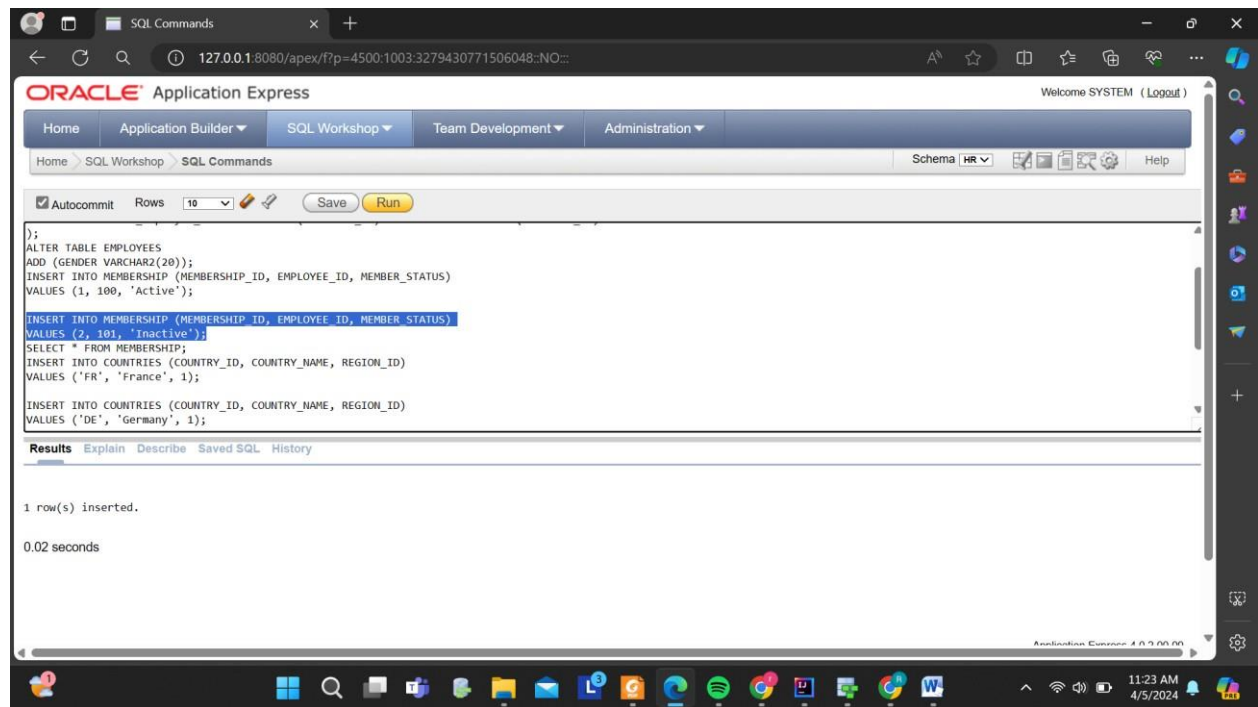 SQL Commands
127.0.0.1:8080/apex/f?p=4500:1003:3279430771506048::NO:::
ORACLE Application Express
Welcome SYSTEM ( Logout )
Home Application Builder SQL Workshop Team Development Administration
Home SQL Workshop SQL Commands
Schema HR Help
Autocommit Rows 10 Save Run
);
ALTER TABLE EMPLOYEES
ADD (GENDER VARCHAR2(20));
INSERT INTO MEMBERSHIP (MEMBERSHIP_ID, EMPLOYEE_ID, MEMBER_STATUS)
VALUES (1, 100, 'Active');
INSERT INTO MEMBERSHIP (MEMBERSHIP_ID, EMPLOYEE_ID, MEMBER_STATUS)
VALUES (2, 101, 'Inactive');
SELECT * FROM MEMBERSHIP;
INSERT INTO COUNTRIES (COUNTRY_ID, COUNTRY_NAME, REGION_ID)
VALUES ('FR', 'France', 1);
INSERT INTO COUNTRIES (COUNTRY_ID, COUNTRY_NAME, REGION_ID)
VALUES ('DE', 'Germany', 1);
Results Explain Describe Saved SQL History
1 row(s) inserted.
0.02 seconds
Application Express
11:23 AM
4/5/2024